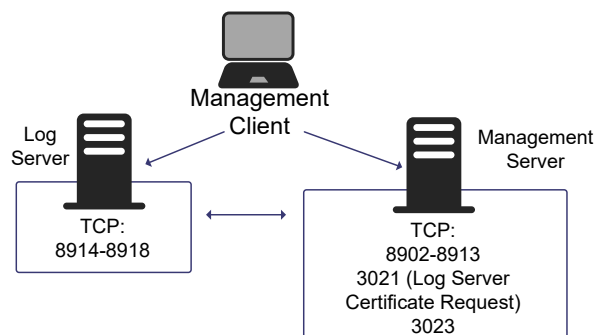 Management
Client
Log
Server
Management
Server
TCP:
8914-8918
TCP:
8902-8913
3021 (Log Server
Certificate Request)
3023